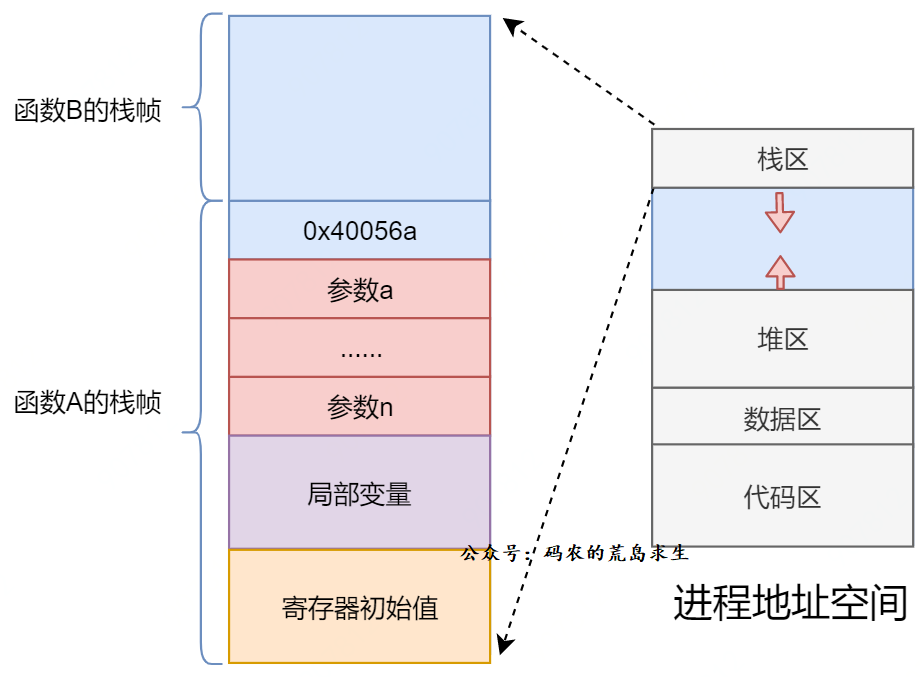 函数B的栈帧
0x40056a
参数a
......
参数n
函数A的栈帧
局部变量
寄存器初始值
栈区
堆区
数据区
代码区
公众号：码农的荒岛求生
进程地址空间